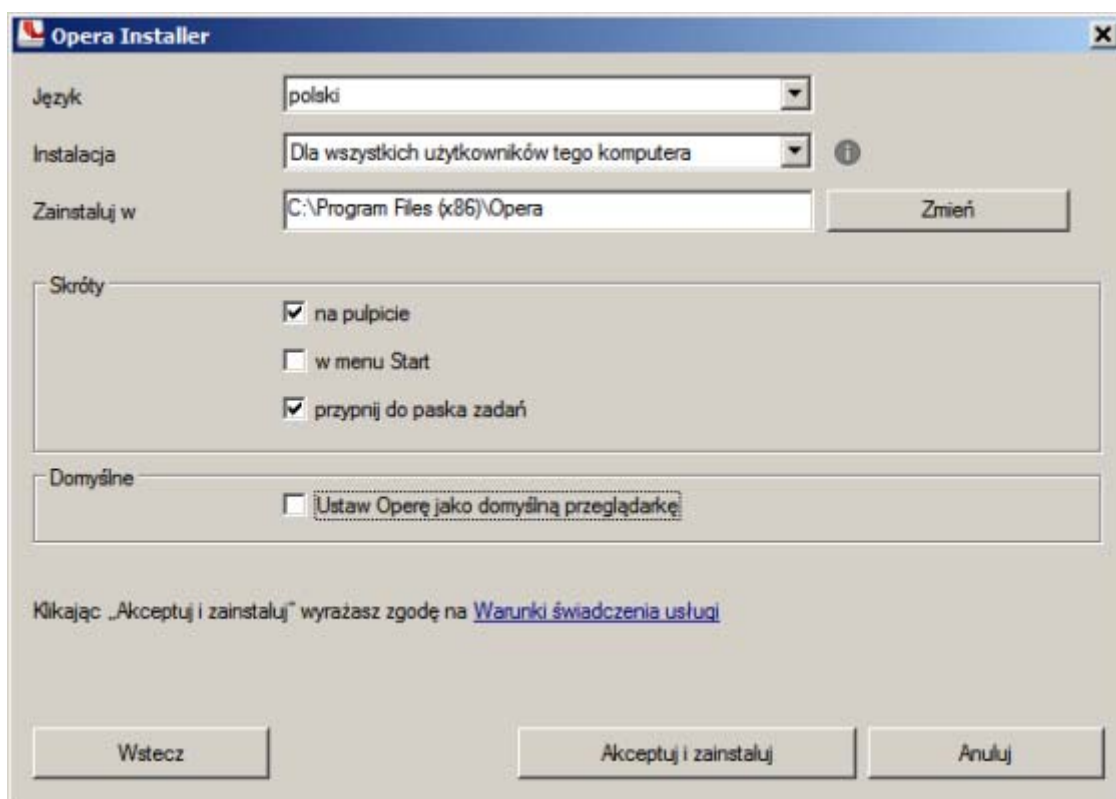 Opera Installer
Język polski
Instalacja Dla wszystkich użytkowników tego komputera
Zainstaluj w C:\Program Files (x86)\Opera Zmień
Skróty
na pulpicie
w menu Start
przypnij do paska zadań
Domyślne
Ustaw Operę jako domyślną przeglądarkę
Klikając „Akceptuj i zainstaluj” wyrażasz zgodę na Warunki świadczenia usługi
Wstecz Akceptuj i zainstaluj Anuluj